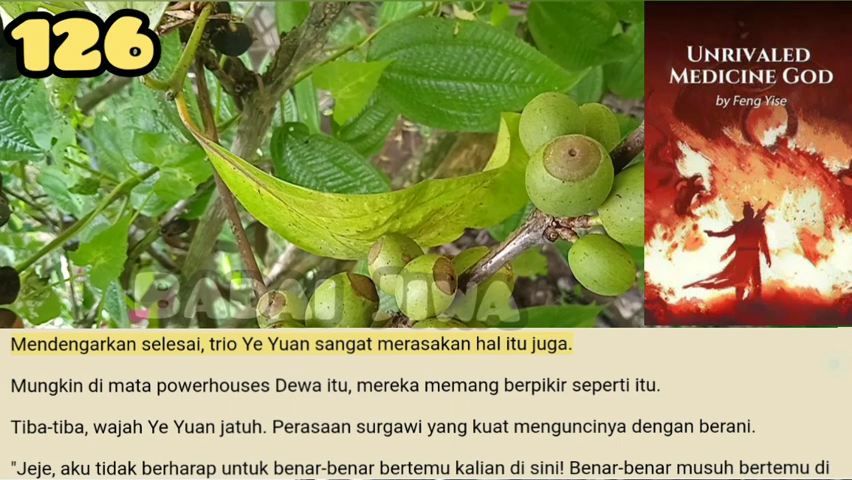 126
UNRIVALED
MEDICINE GOD
by Feng Yise
BADAI JIWA
Mendengarkan selesai, trio Ye Yuan sangat merasakan hal itu juga.
Mungkin di mata powerhouses Dewa itu, mereka memang berpikir seperti itu.
Tiba-tiba, wajah Ye Yuan jatuh. Perasaan surgawi yang kuat menguncinya dengan berani.
"Jeje, aku tidak berharap untuk benar-benar bertemu kalian di sini! Benar-benar musuh bertemu di